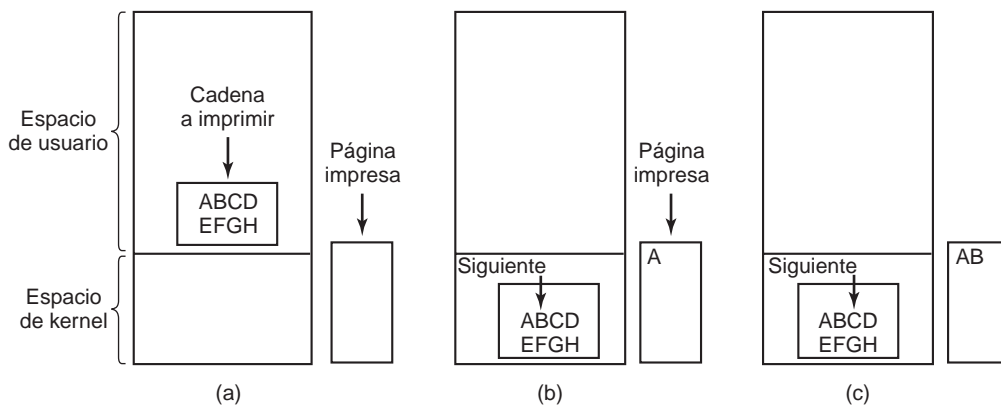 Espacio
de usuario
Cadena
a imprimir
ABCD
EFGH
Página
impresa
Espacio
de kernel
(a)
Página
impresa
A
Siguiente
ABCD
EFGH
(b)
AB
Siguiente
ABCD
EFGH
(c)